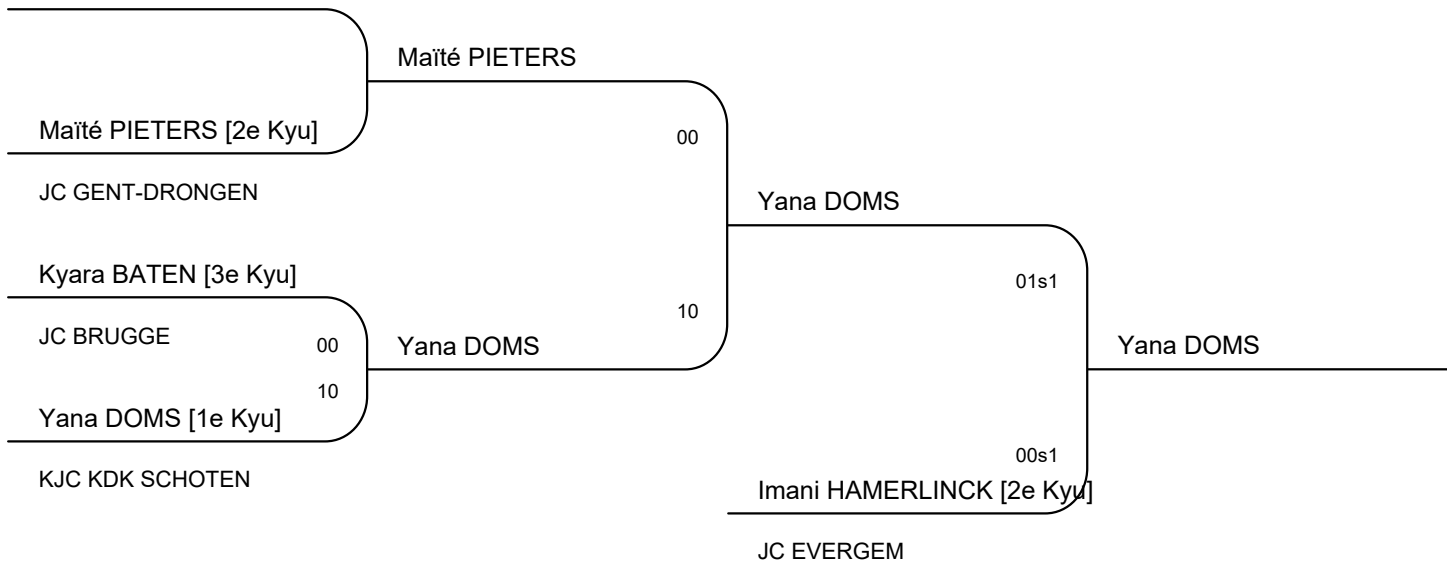 Maïté PIETERS
Maïté PIETERS [2e Kyu]
00
JC GENT-DRONGEN
Yana DOMS
Kyara BATEN [3e Kyu]
01s1
10
JC BRUGGE
00
Yana DOMS
Yana DOMS
10
Yana DOMS [1e Kyu]
00s1
KJC KDK SCHOTEN
Imani HAMERLINCK [2e Kyu]
JC EVERGEM